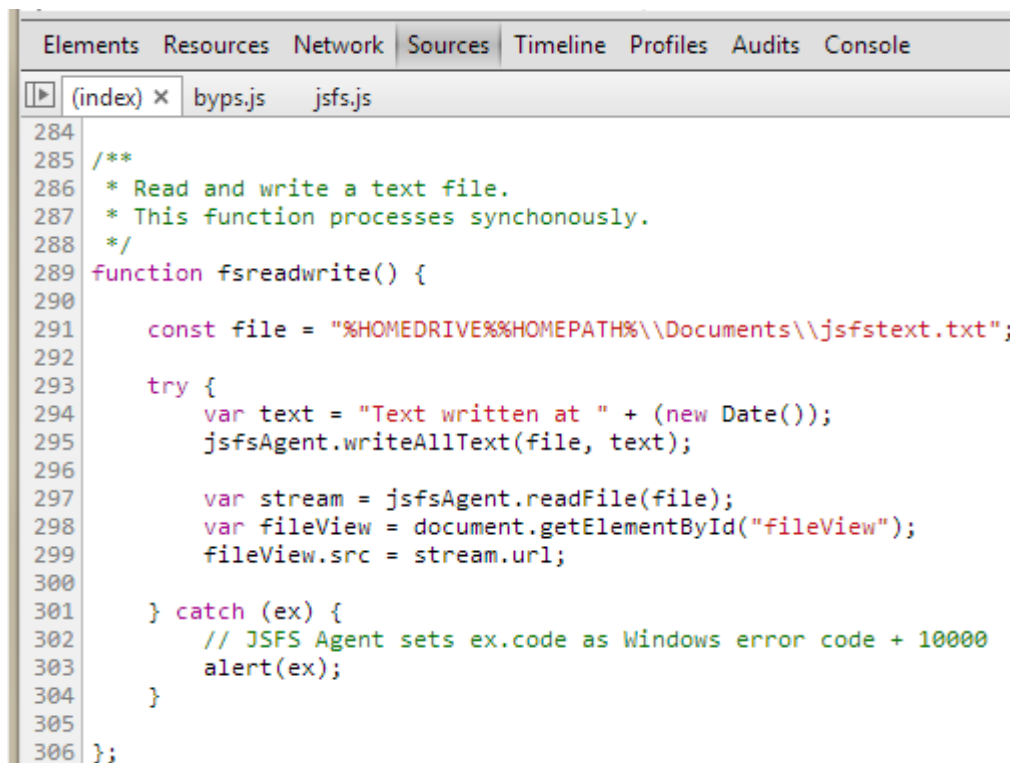 Elements Resources Network Sources Timeline Profiles Audits Console
(index) × byps.js jsfs.js
284
285 /**
286  * Read and write a text file.
287  * This function processes synchonously.
288  */
289 function fsreadwrite() {
290
291     const file = "%HOMEDRIVE%%HOMEPATH%\\Documents\\jsfstext.txt";
292
293     try {
294         var text = "Text written at " + (new Date());
295         jsfsAgent.writeAllText(file, text);
296
297         var stream = jsfsAgent.readFile(file);
298         var fileView = document.getElementById("fileView");
299         fileView.src = stream.url;
300
301     } catch (ex) {
302         // JSFS Agent sets ex.code as Windows error code + 10000
303         alert(ex);
304     }
305
306 };